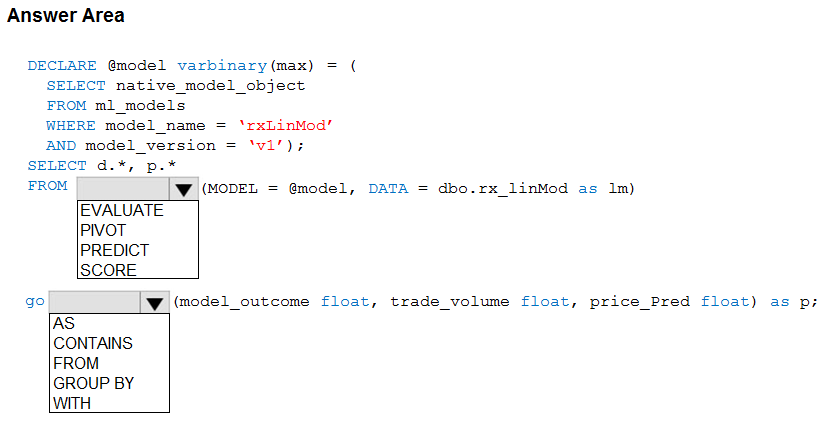 Answer Area
DECLARE @model varbinary(max) = (
SELECT native_model_object
FROM ml_models
WHERE model_name = ‘rxLinMod’
AND model_version = ‘v1’);
SELECT d.*, p.*
FROM (MODEL = @model, DATA = dbo.rx_linMod as lm)
EVALUATE
PIVOT
PREDICT
SCORE
go (model_outcome float, trade_volume float, price_Pred float) as p;
AS
CONTAINS
FROM
GROUP BY
WITH